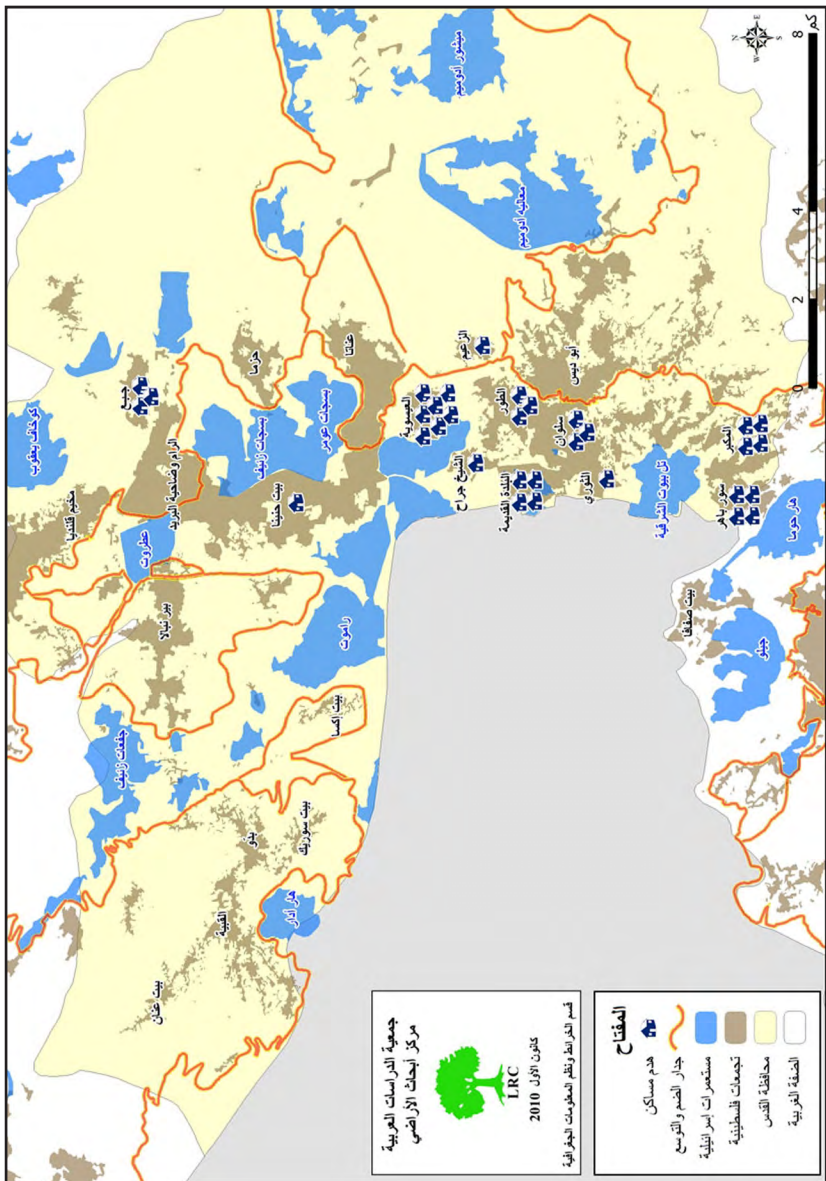 كوخاف يعقوب
مخيم قلنديا
جبع
الرام وضاحية البريد
عطروت
بير نبالا
جفعات زئيف
حزما
بسجات زئيف
بسجات عومر
بيت حنينا
عناتا
راموت
بيت إكسا
بدو
بيت سوريك
القبيبة
هار أدار
بيت عنان
ميشور أدوميم
معاليه أدوميم
الزعيم
العيسوية
الشيخ جراح
الطور
أبو ديس
سلوان
البلدة القديمة
الثوري
تل بيوت الشرقية
المكبر
صور باهر
هار حوما
بيت صفافا
جيلو
N
E
S
W
كم
8
4
2
0
جمعية الدراسات العربية
مركز أبحاث الأراضي
LRC
كانون الأول 2010
قسم الخرائط ونظم المعلومات الجغرافية
المفتاح
هدم مساكن
جدار الضم والتوسع
مستعمرات إسرائيلية
تجمعات فلسطينية
محافظة القدس
الضفة الغربية